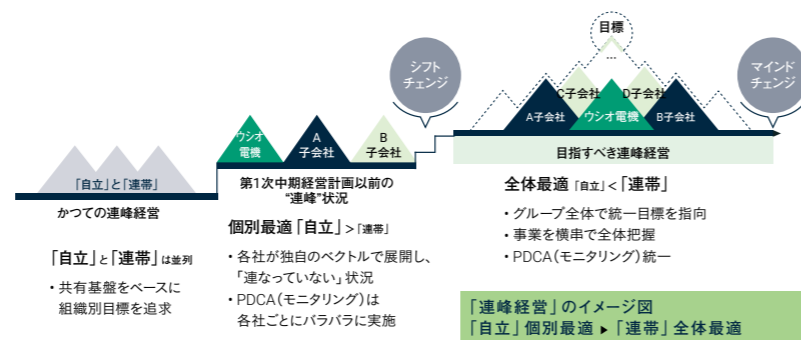 「自立」と「連帯」
かつての連峰経営
「自立」と「連帯」は並列
・共有基盤をベースに
組織別目標を追求
ウシオ
電機
A
子会社
B
子会社
第1次中期経営計画以前の
“連峰”状況
個別最適「自立」>「連帯」
・各社が独自のベクトルで展開し、
「連なっていない」状況
・PDCA(モニタリング)は
各社ごとにバラバラに実施
シフト
チェンジ
目標
…
C子会社
D子会社
A子会社
ウシオ電機
B子会社
マインド
チェンジ
目指すべき連峰経営
全体最適「自立」<「連帯」
・グループ全体で統一目標を指向
・事業を横串で全体把握
・PDCA(モニタリング)統一
「連峰経営」のイメージ図
「自立」個別最適▶「連帯」全体最適